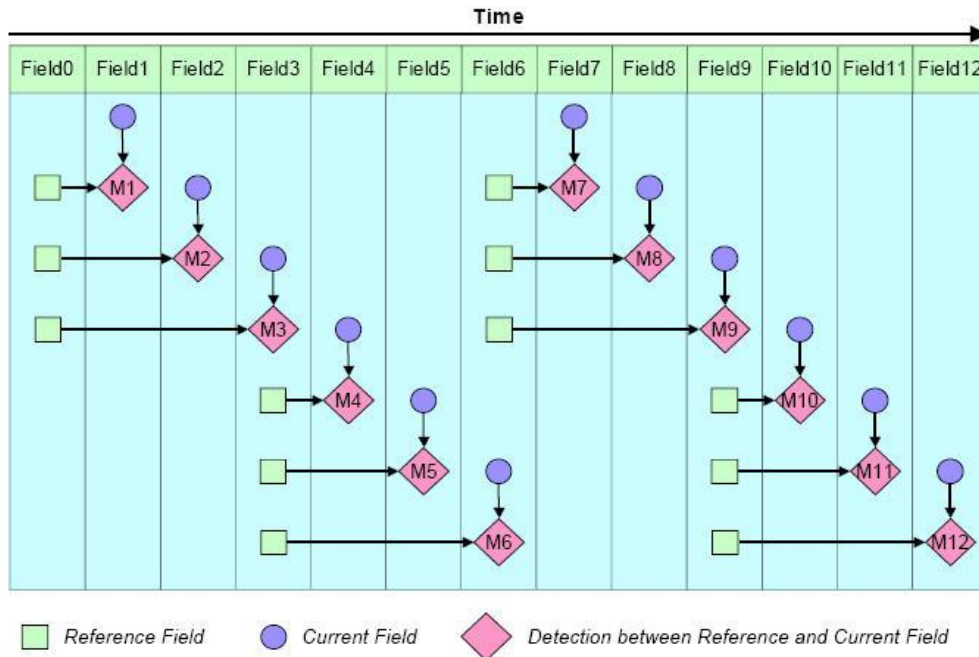 Time
Field0 Field1 Field2 Field3 Field4 Field5 Field6 Field7 Field8 Field9 Field10 Field11 Field12
M1 M7
M2 M8
M3 M9
M4 M10
M5 M11
M6 M12
Reference Field Current Field Detection between Reference and Current Field